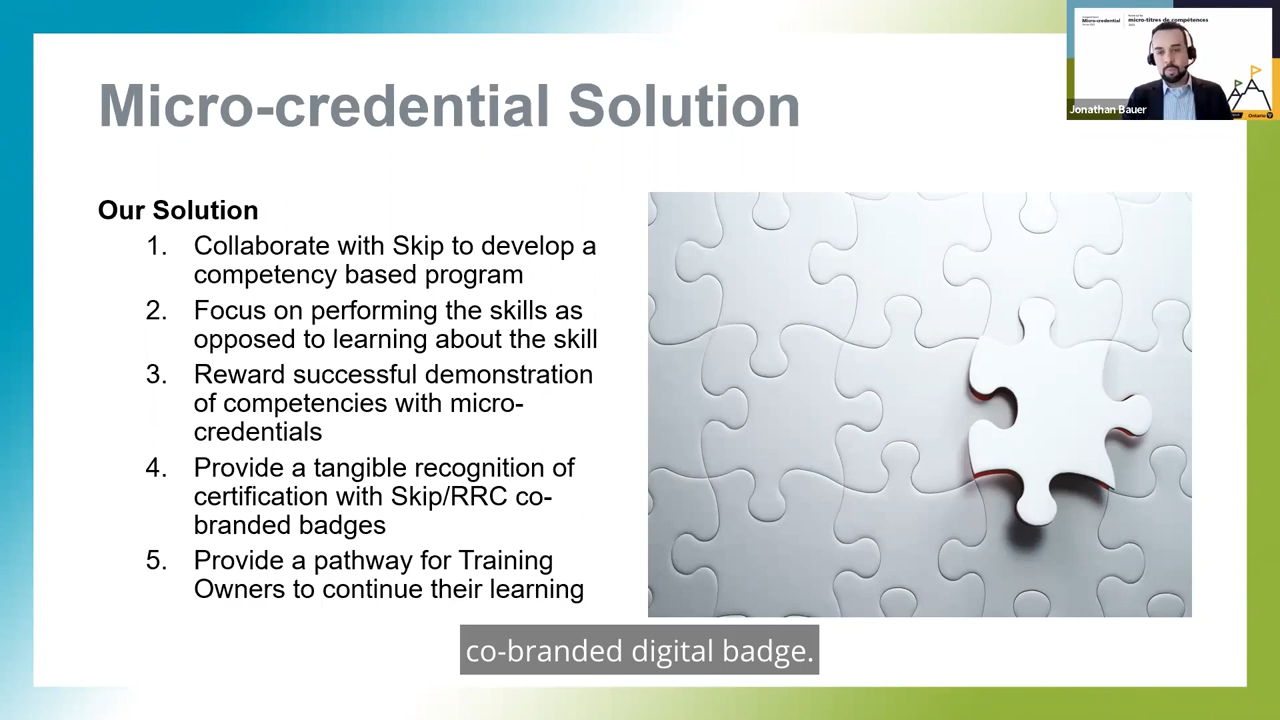 Micro-credential Solution
Our Solution
1. Collaborate with Skip to develop a
competency based program
2. Focus on performing the skills as
opposed to learning about the skill
3. Reward successful demonstration
of competencies with micro-
credentials
4. Provide a tangible recognition of
certification with Skip/RRC co-
branded badges
5. Provide a pathway for Training
Owners to continue their learning
co-branded digital badge.
Micro-credential
micro-titres de compétences
Jonathan Bauer
Ontario